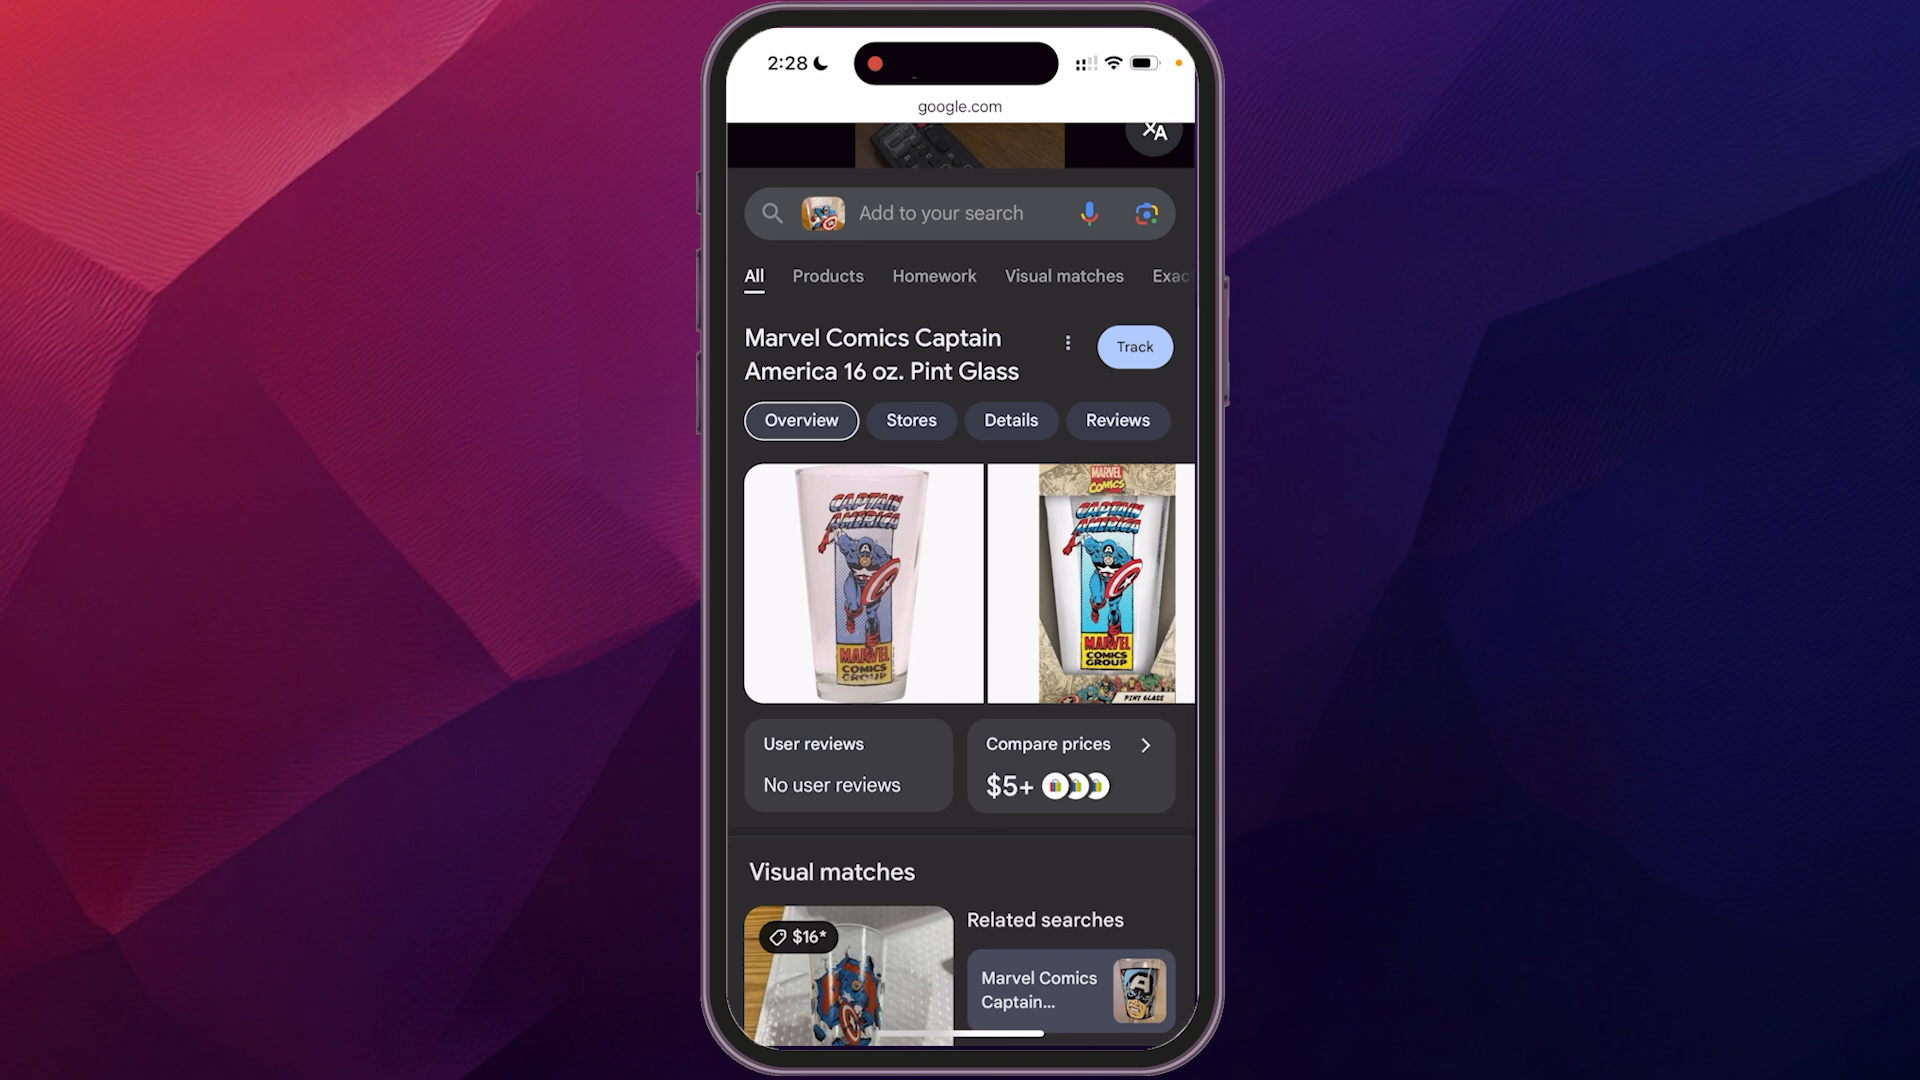 2:28
google.com
Add to your search
All Products Homework Visual matches Exac
Marvel Comics Captain
America 16 oz. Pint Glass
Track
Overview Stores Details Reviews
CAPTAIN
AMERICA
MARVEL
COMICS
GROUP
MARVEL
COMICS
CAPTAIN
AMERICA
MARVEL
COMICS
GROUP
PINT GLASS
User reviews
No user reviews
Compare prices
$5+
Visual matches
$16*
Related searches
Marvel Comics
Captain...